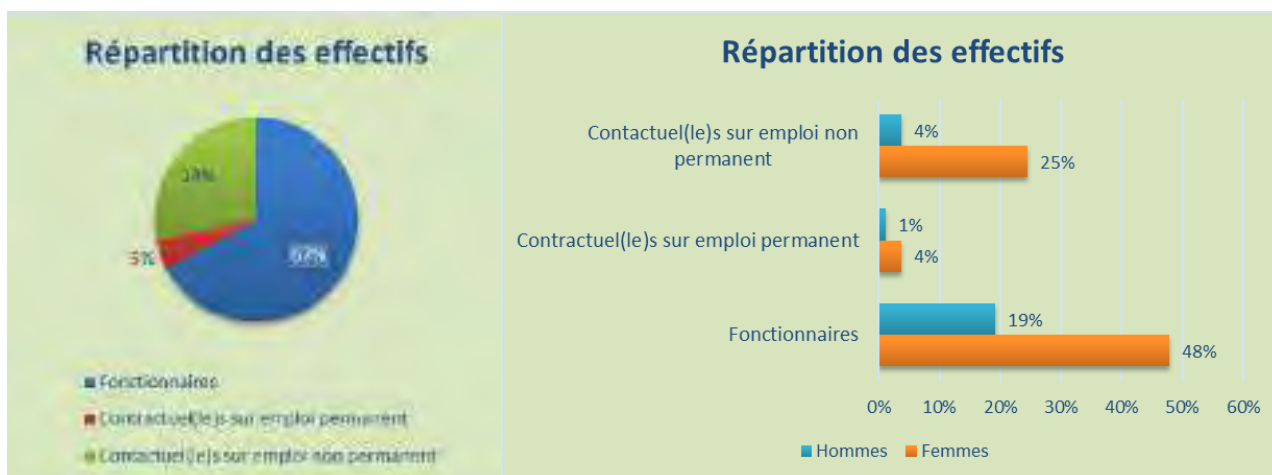 Répartition des effectifs
5%
67%
Fonctionnaires
Contractuel(le)s sur emploi permanent
Contactuel(le)s sur emploi non permanent
Répartition des effectifs
Contactuel(le)s sur emploi non
permanent
4%
25%
Contractuel(le)s sur emploi permanent
1%
4%
Fonctionnaires
19%
48%
0% 10% 20% 30% 40% 50% 60%
Hommes Femmes